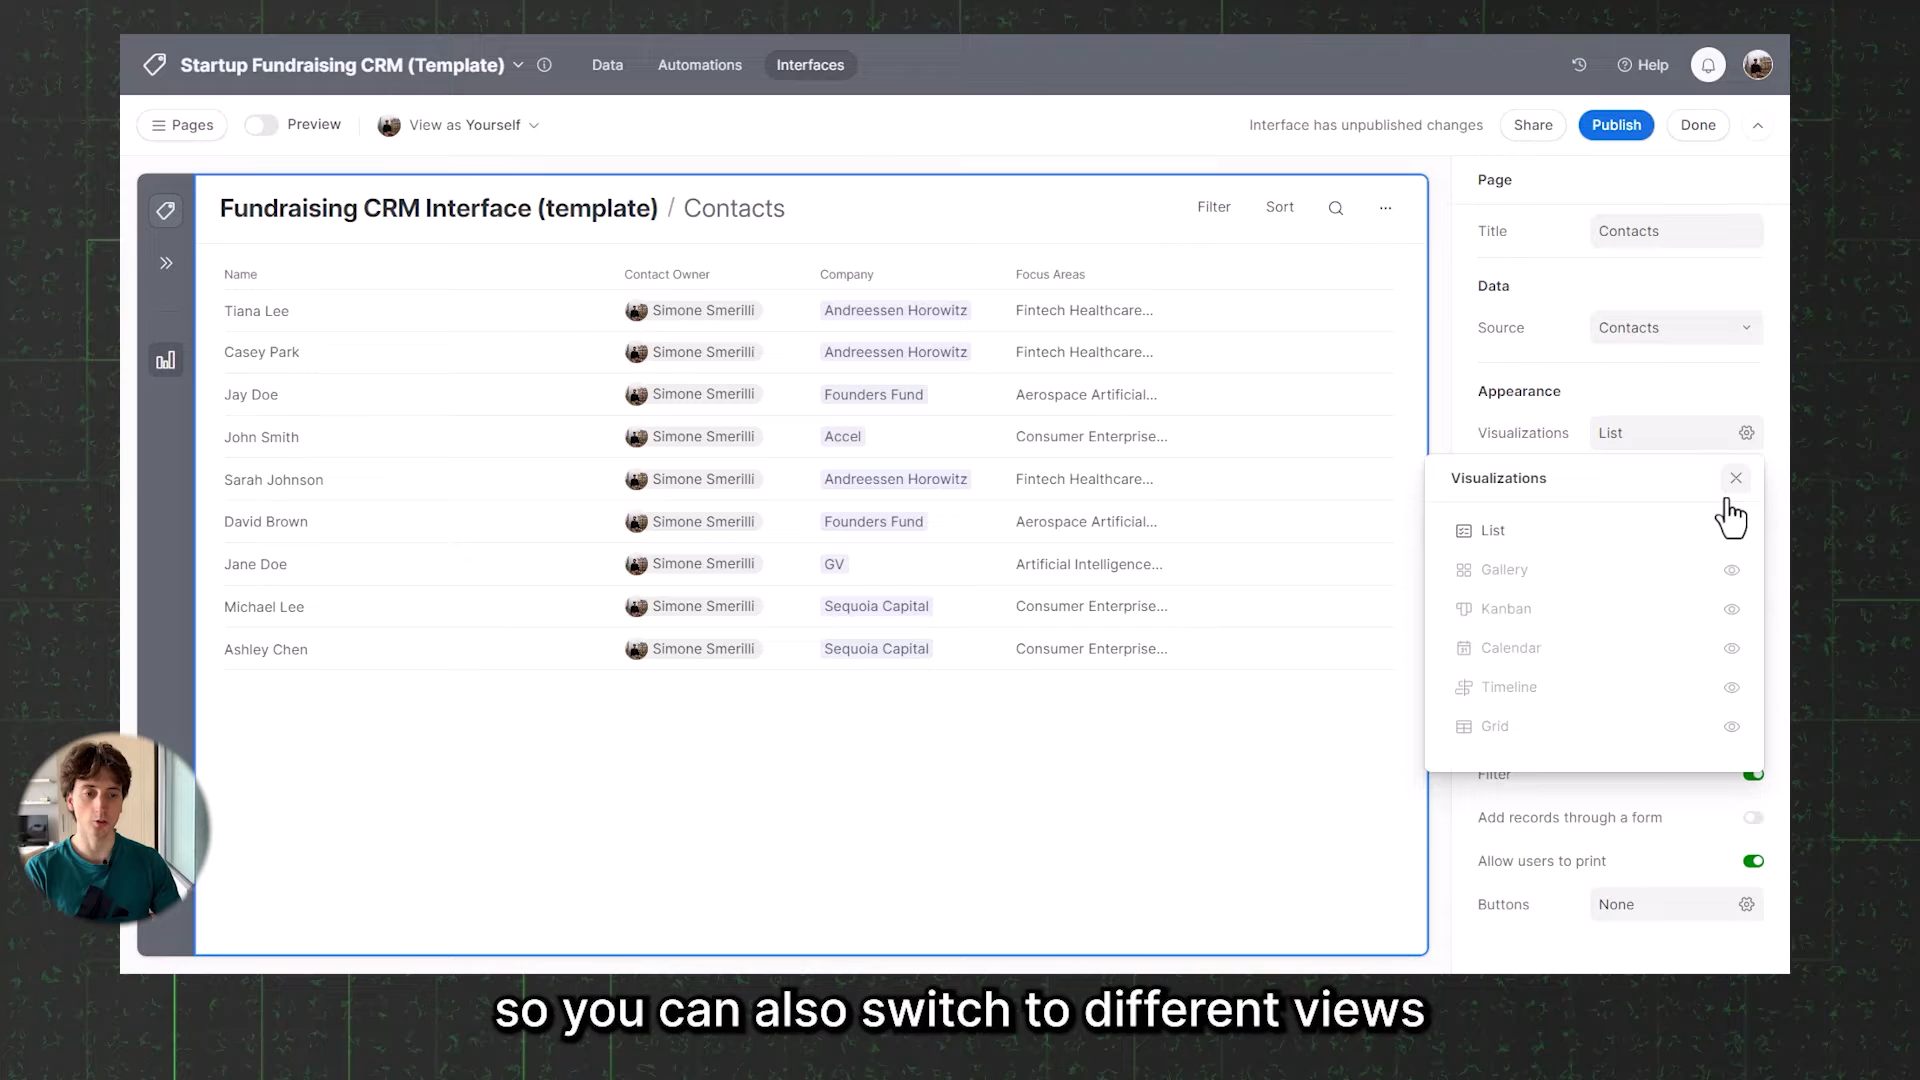 Startup Fundraising CRM (Template)
Data
Automations
Interfaces
Help
Pages
Preview
View as Yourself
Interface has unpublished changes
Share
Publish
Done
Fundraising CRM Interface (template) / Contacts
Filter
Sort
...
Name Contact Owner Company Focus Areas
Tiana Lee Simone Smerilli Andreessen Horowitz Fintech Healthcare...
Casey Park Simone Smerilli Andreessen Horowitz Fintech Healthcare...
Jay Doe Simone Smerilli Founders Fund Aerospace Artificial...
John Smith Simone Smerilli Accel Consumer Enterprise...
Sarah Johnson Simone Smerilli Andreessen Horowitz Fintech Healthcare...
David Brown Simone Smerilli Founders Fund Aerospace Artificial...
Jane Doe Simone Smerilli GV Artificial Intelligence...
Michael Lee Simone Smerilli Sequoia Capital Consumer Enterprise...
Ashley Chen Simone Smerilli Sequoia Capital Consumer Enterprise...
Page
Title Contacts
Data
Source Contacts
Appearance
Visualizations List
Visualizations
List
Gallery
Kanban
Calendar
Timeline
Grid
Filter
Add records through a form
Allow users to print
Buttons None
so you can also switch to different views